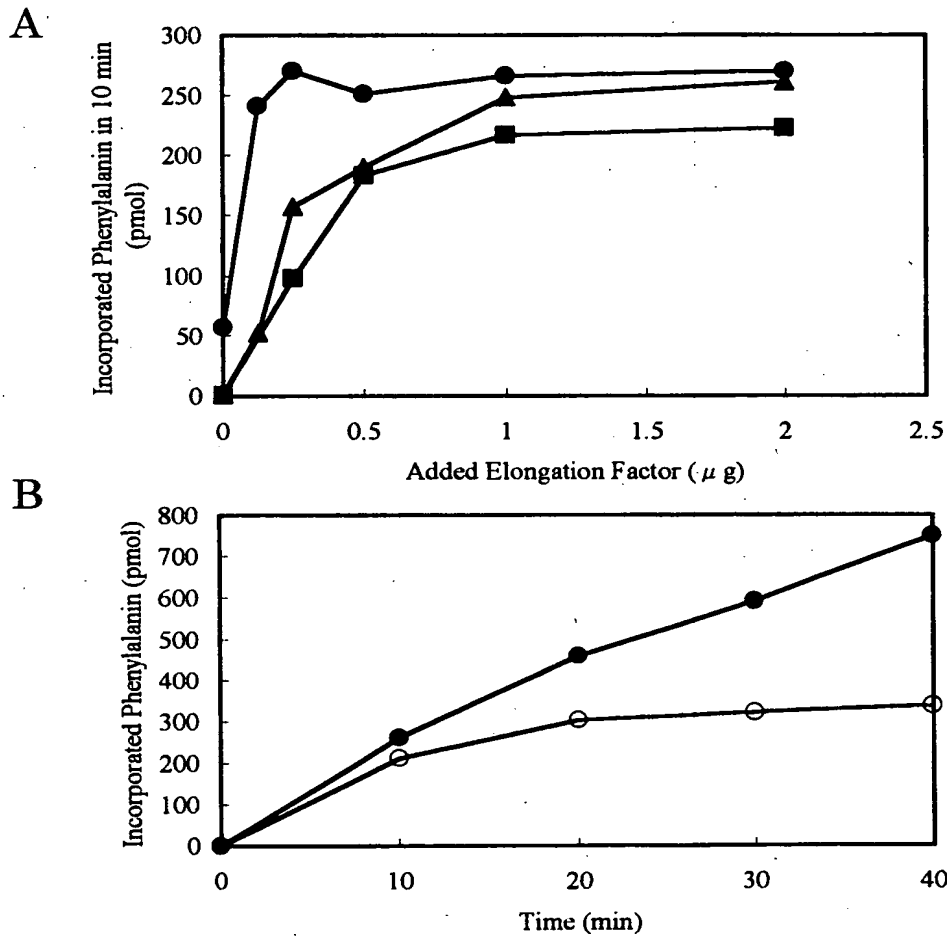 A
Incorporated Phenylalanin in 10 min
(pmol)
300
250
200
150
100
50
0
0 0.5 1 1.5 2 2.5
Added Elongation Factor ( μ g)
B
Incorporated Phenylalanin (pmol)
800
700
600
500
400
300
200
100
0
0 10 20 30 40
Time (min)